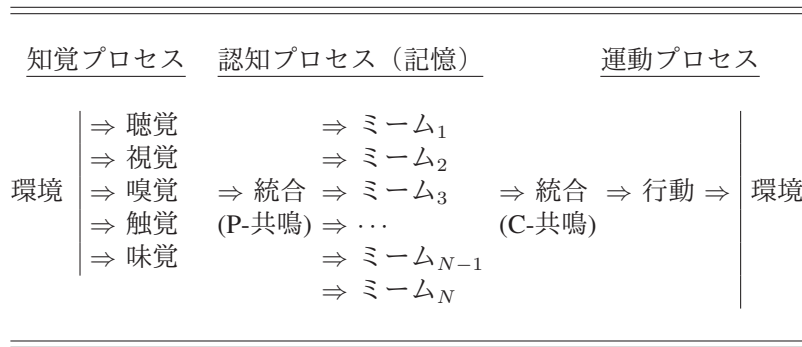 知覚プロセス 認知プロセス（記憶） 運動プロセス
⇒ 聴覚 ⇒ ミーム₁
⇒ 視覚 ⇒ ミーム₂
環境 ⇒ 嗅覚 ⇒ 統合 ⇒ ミーム₃ ⇒ 統合 ⇒ 行動 ⇒ 環境
⇒ 触覚 (P-共鳴) ⇒ ⋯ (C-共鳴)
⇒ 味覚 ⇒ ミーム_{N−1}
⇒ ミーム_N